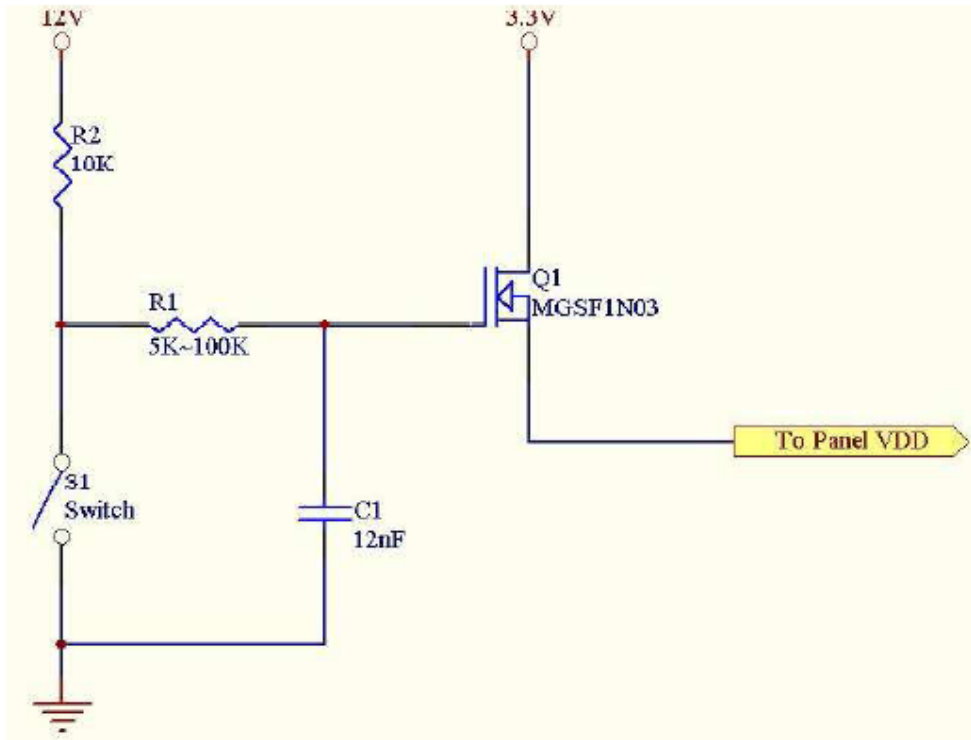 12V
3.3V
R2
10K
R1
5K~100K
Q1
MGSF1N03
To Panel VDD
S1
Switch
C1
12nF